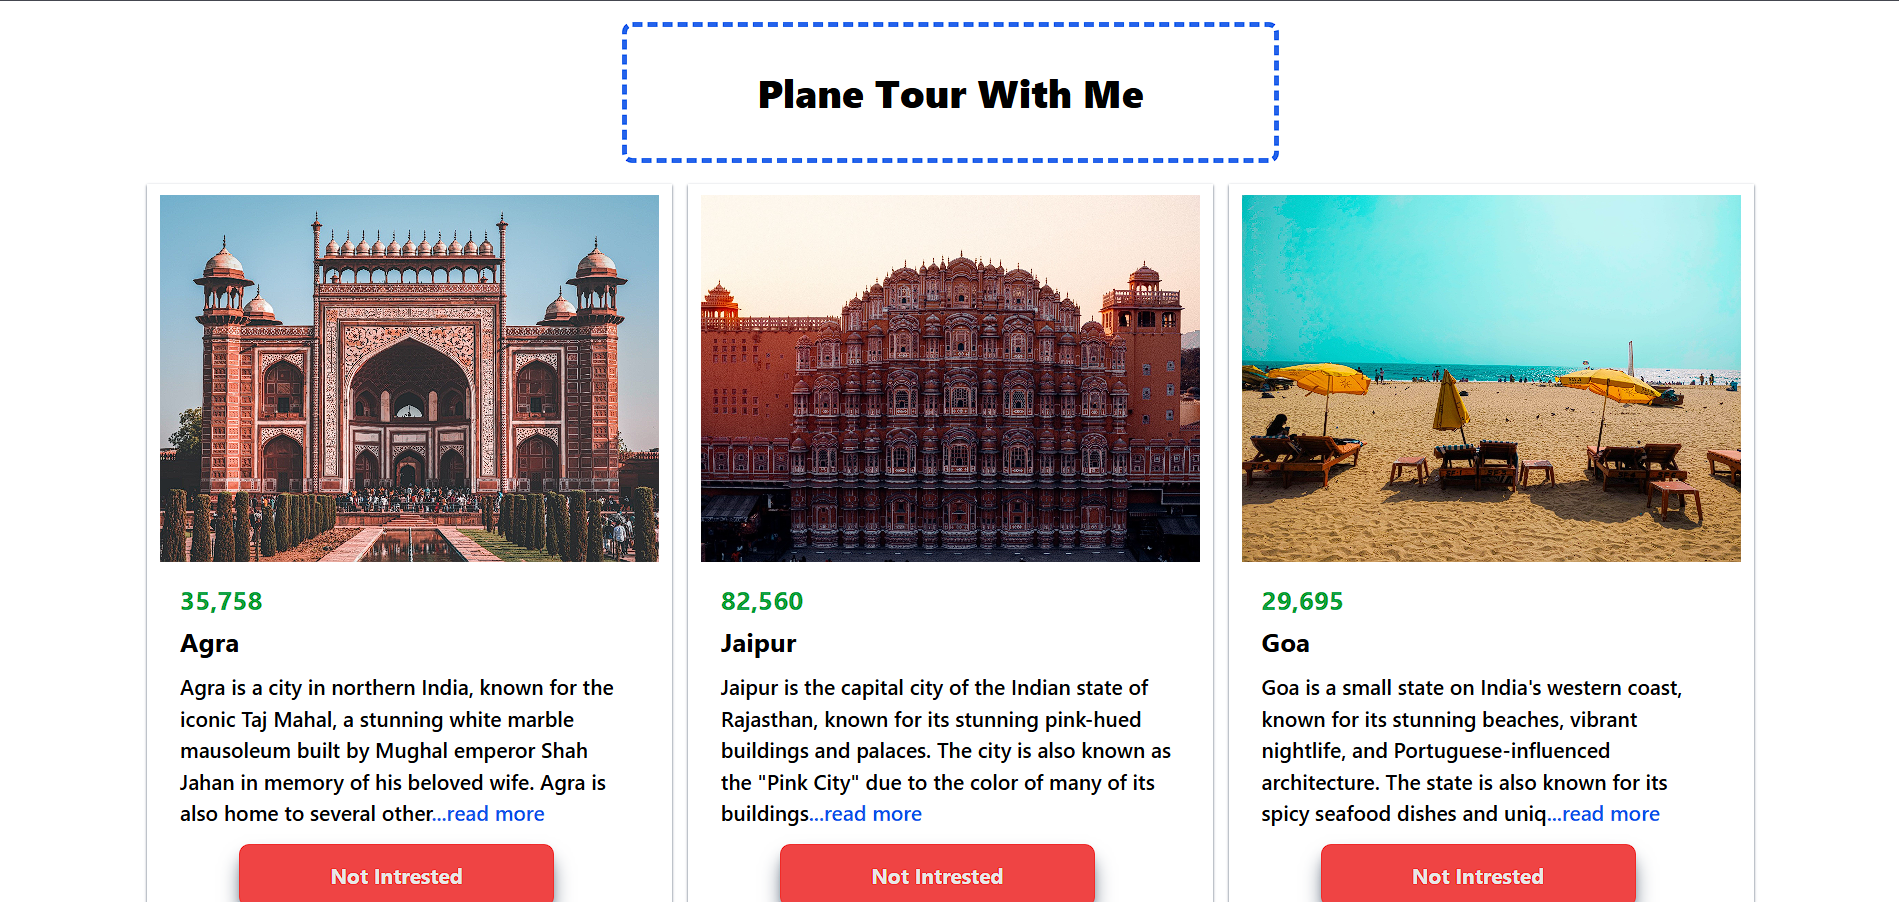 Plane Tour With Me
35,758
Agra
Agra is a city in northern India, known for the
iconic Taj Mahal, a stunning white marble
mausoleum built by Mughal emperor Shah
Jahan in memory of his beloved wife. Agra is
also home to several other...read more
Not Intrested
82,560
Jaipur
Jaipur is the capital city of the Indian state of
Rajasthan, known for its stunning pink-hued
buildings and palaces. The city is also known as
the "Pink City" due to the color of many of its
buildings...read more
Not Intrested
29,695
Goa
Goa is a small state on India's western coast,
known for its stunning beaches, vibrant
nightlife, and Portuguese-influenced
architecture. The state is also known for its
spicy seafood dishes and uniq...read more
Not Intrested